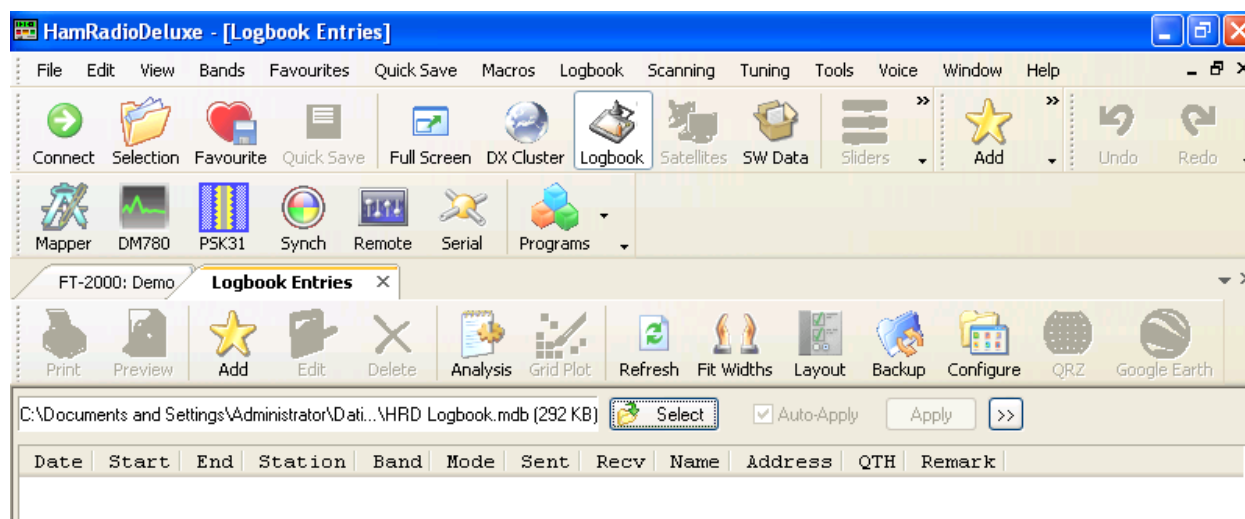 HamRadioDeluxe - [Logbook Entries]
File Edit View Bands Favourites Quick Save Macros Logbook Scanning Tuning Tools Voice Window Help
Connect Selection Favourite Quick Save Full Screen DX Cluster Logbook Satellites SW Data Sliders Add Undo Redo
Mapper DM780 PSK31 Synch Remote Serial Programs
FT-2000: Demo Logbook Entries
Print Preview Add Edit Delete Analysis Grid Plot Refresh Fit Widths Layout Backup Configure QRZ Google Earth
C:\Documents and Settings\Administrator\Dati...\HRD Logbook.mdb (292 KB) Select Auto-Apply Apply >>
Date Start End Station Band Mode Sent Recv Name Address QTH Remark